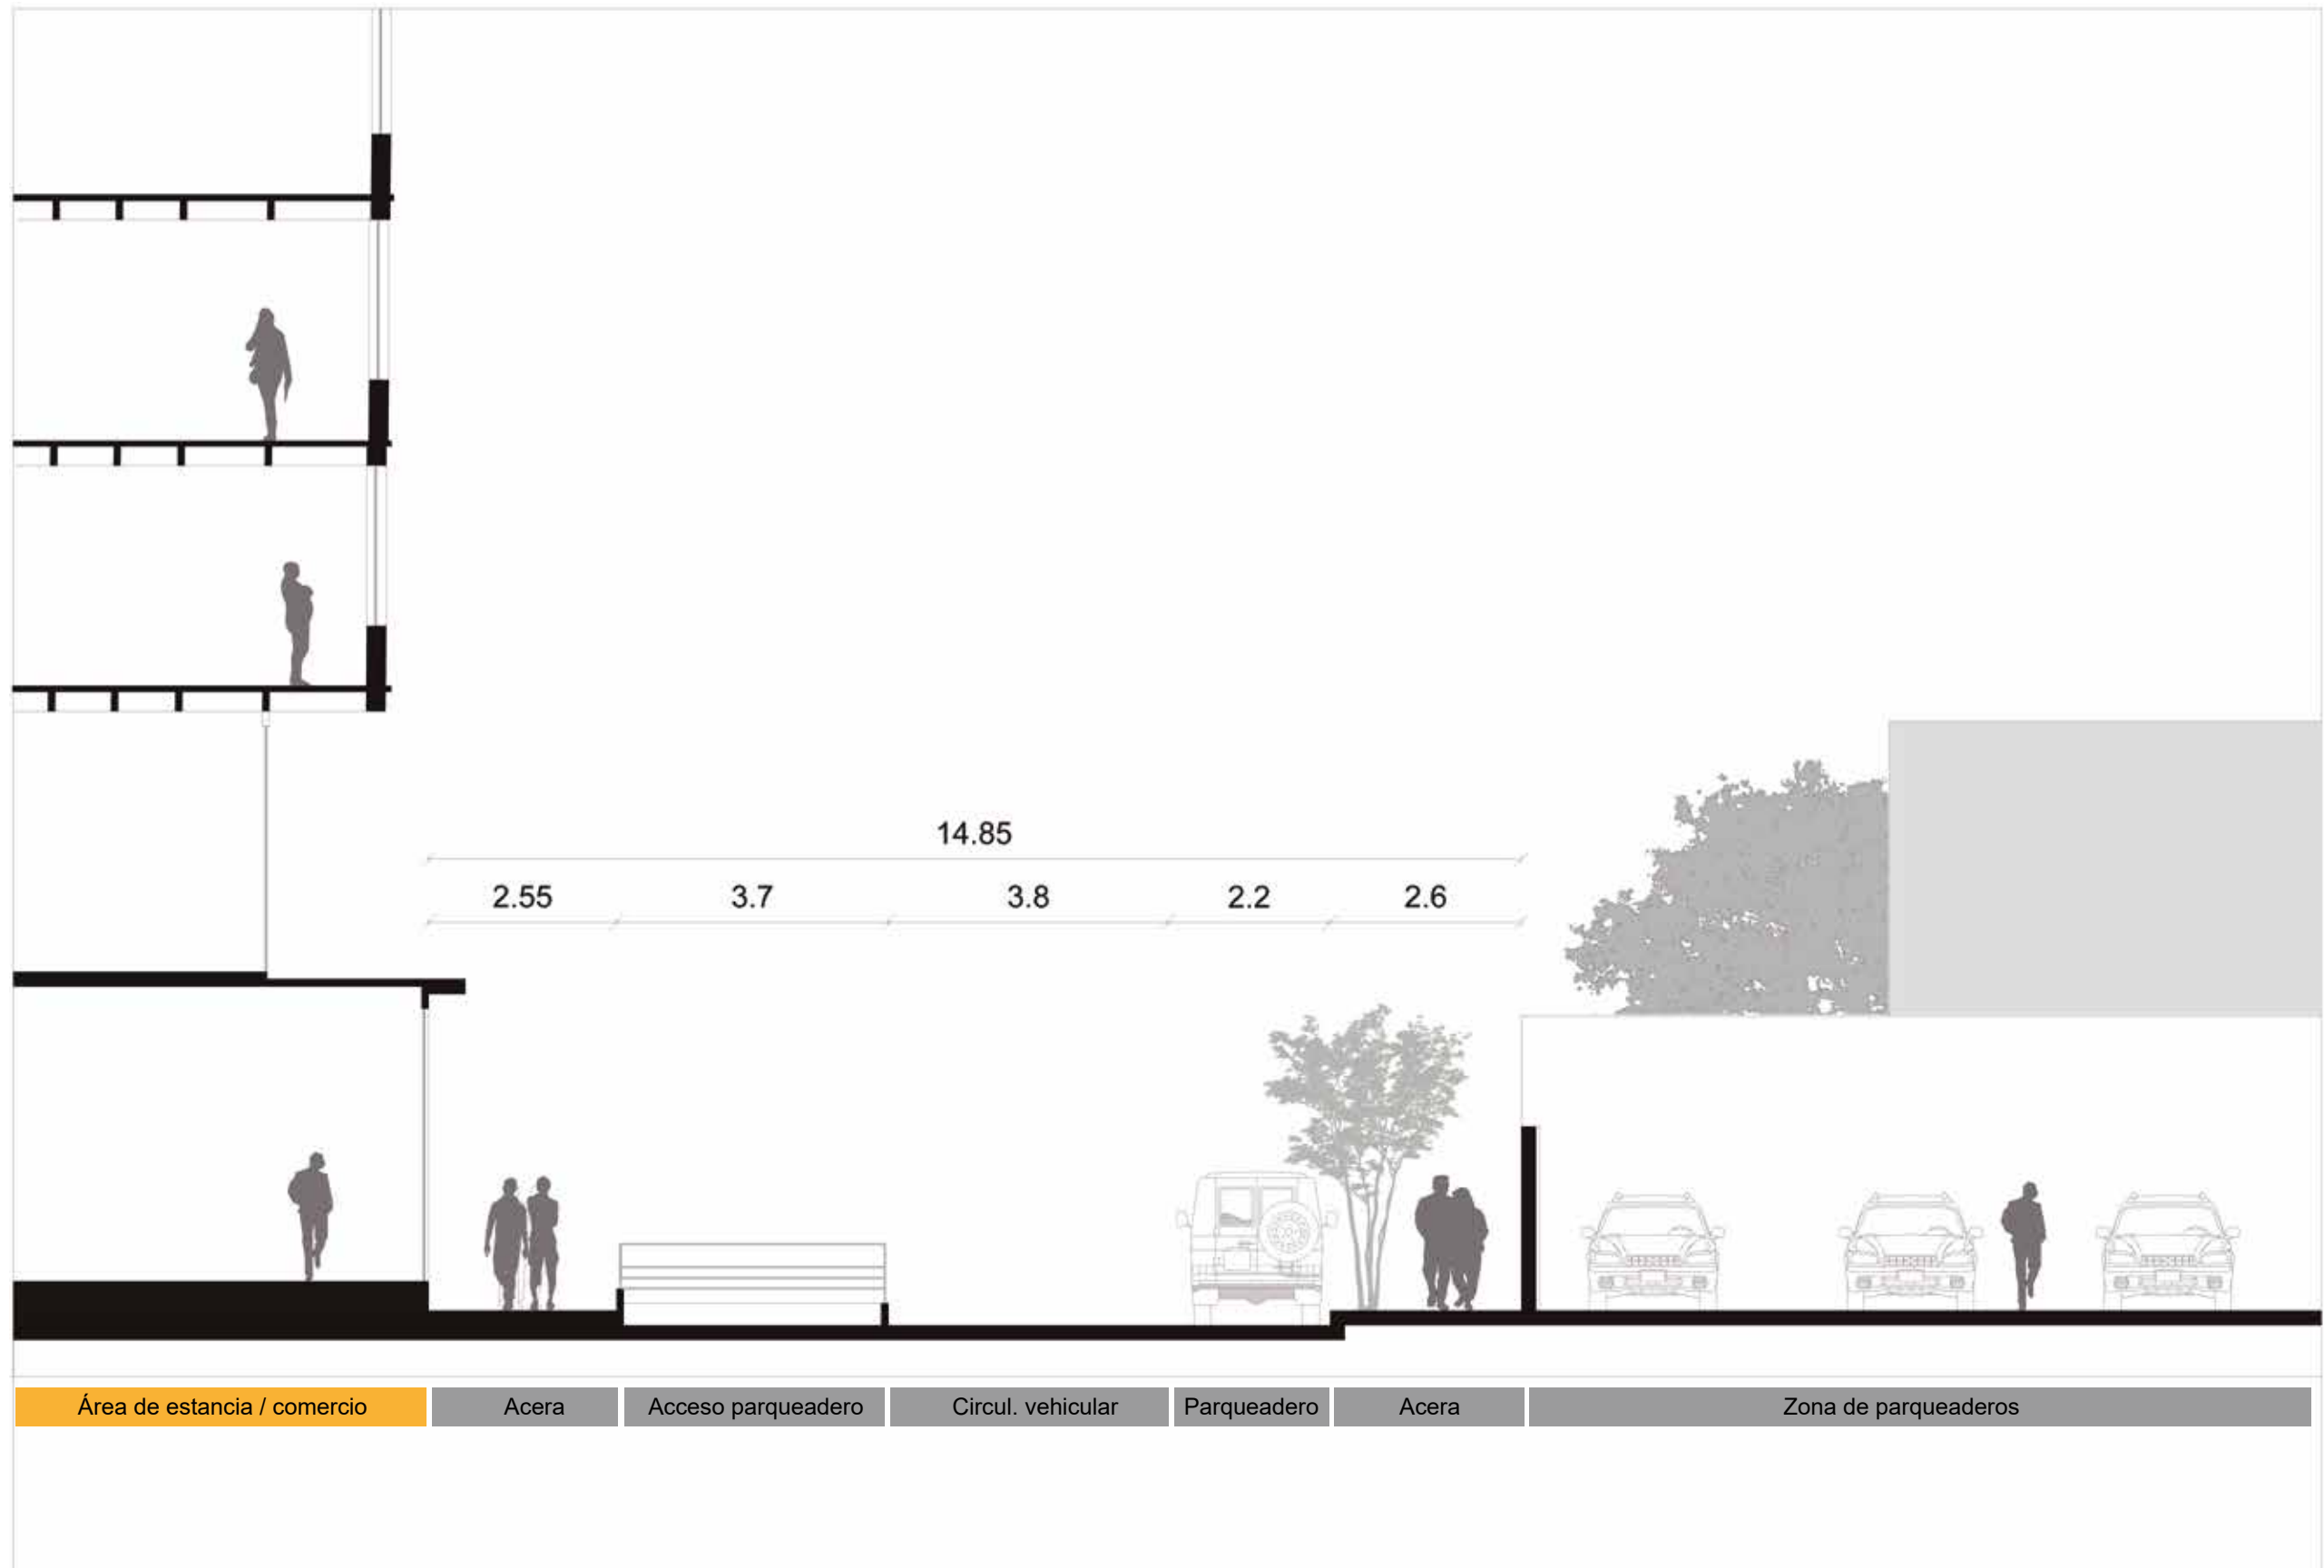 14.85
2.55 3.7 3.8 2.2 2.6
Área de estancia / comercio Acera Acceso parqueadero Circul. vehicular Parqueadero Acera Zona de parqueaderos